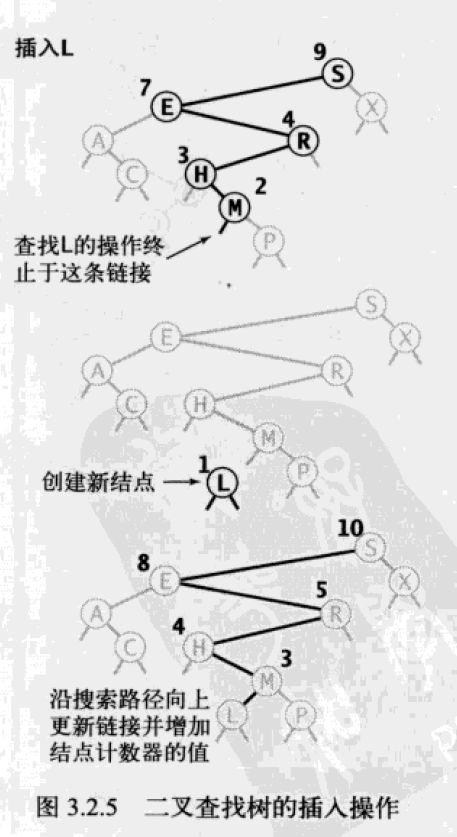 插入L
9
S
7
E
X
4
A
R
3
C
H
2
M
P
查找L的操作终
止于这条链接
S
E
X
A
R
C
H
M
P
创建新结点
1
L
10
S
8
E
X
5
A
R
4
C
H
3
M
L
P
沿搜索路径向上
更新链接并增加
结点计数器的值
图 3.2.5 二叉查找树的插入操作